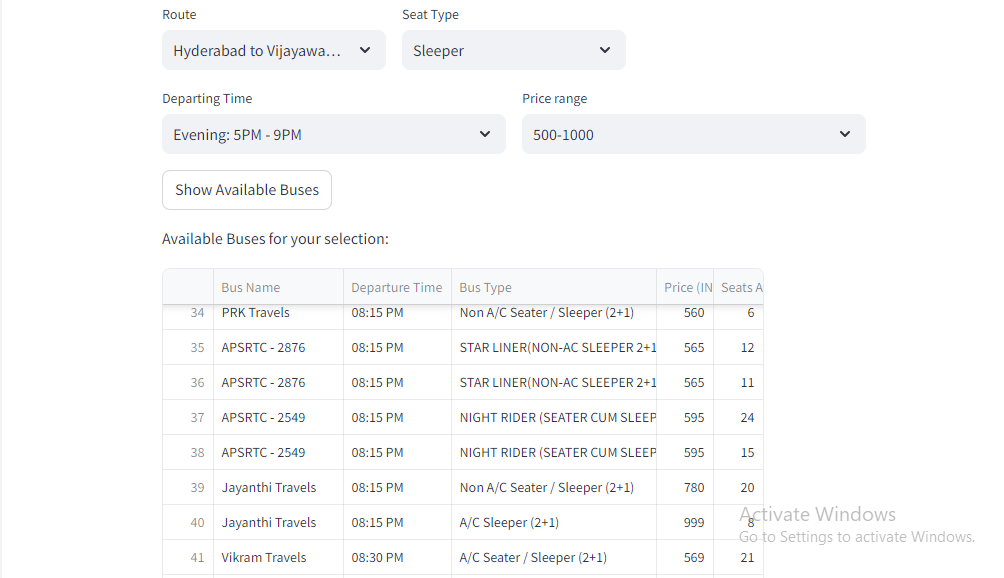 Route Seat Type
Hyderabad to Vijayawa... Sleeper
Departing Time Price range
Evening: 5PM - 9PM 500-1000
Show Available Buses
Available Buses for your selection:
Bus Name Departure Time Bus Type Price (IN Seats A
34 PRK Travels 08:15 PM Non A/C Seater / Sleeper (2+1) 560 6
35 APSRTC - 2876 08:15 PM STAR LINER(NON-AC SLEEPER 2+1 565 12
36 APSRTC - 2876 08:15 PM STAR LINER(NON-AC SLEEPER 2+1 565 11
37 APSRTC - 2549 08:15 PM NIGHT RIDER (SEATER CUM SLEEP 595 24
38 APSRTC - 2549 08:15 PM NIGHT RIDER (SEATER CUM SLEEP 595 15
39 Jayanthi Travels 08:15 PM Non A/C Seater / Sleeper (2+1) 780 20
40 Jayanthi Travels 08:15 PM A/C Sleeper (2+1) 999 8
41 Vikram Travels 08:30 PM A/C Seater / Sleeper (2+1) 569 21
Activate Windows
Go to Settings to activate Windows.